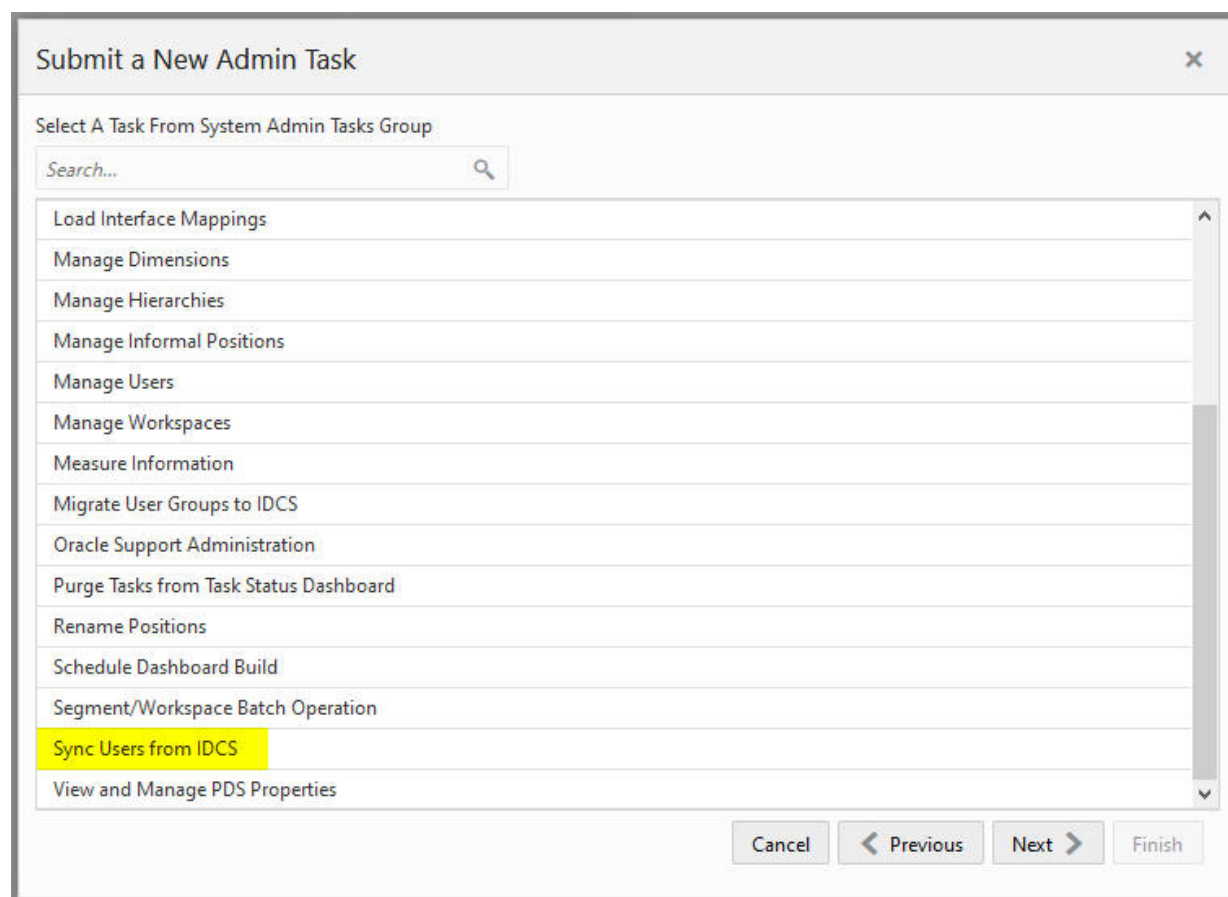 Submit a New Admin Task
Select A Task From System Admin Tasks Group
Search...
Load Interface Mappings
Manage Dimensions
Manage Hierarchies
Manage Informal Positions
Manage Users
Manage Workspaces
Measure Information
Migrate User Groups to IDCS
Oracle Support Administration
Purge Tasks from Task Status Dashboard
Rename Positions
Schedule Dashboard Build
Segment/Workspace Batch Operation
Sync Users from IDCS
View and Manage PDS Properties
Cancel Previous Next Finish